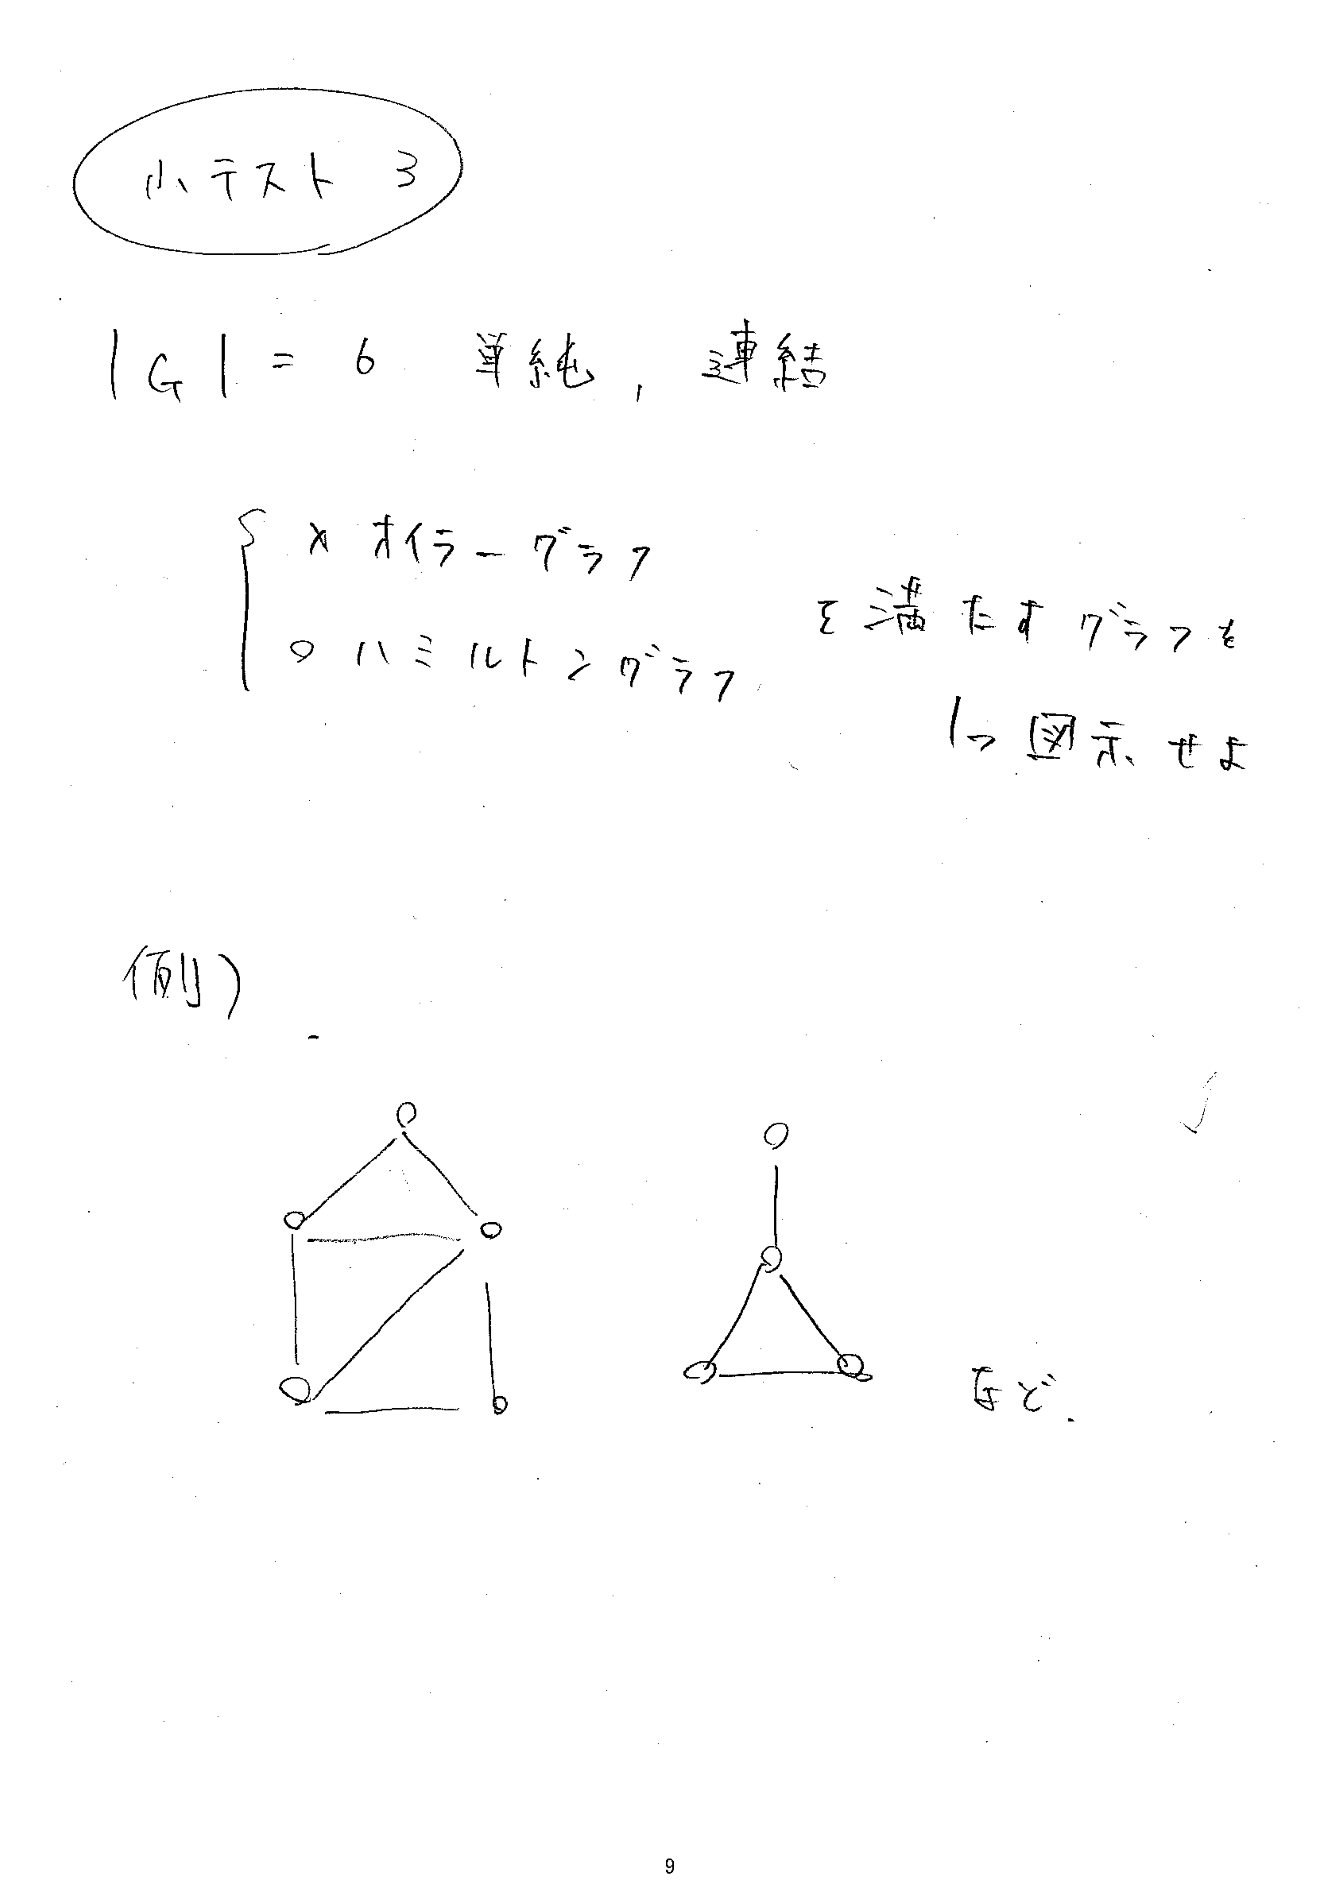 小テスト 3
|G| = 6 単純, 連結
× オイラーグラフ
○ ハミルトングラフ
を満たすグラフを
1つ図示せよ
例)
など.
9